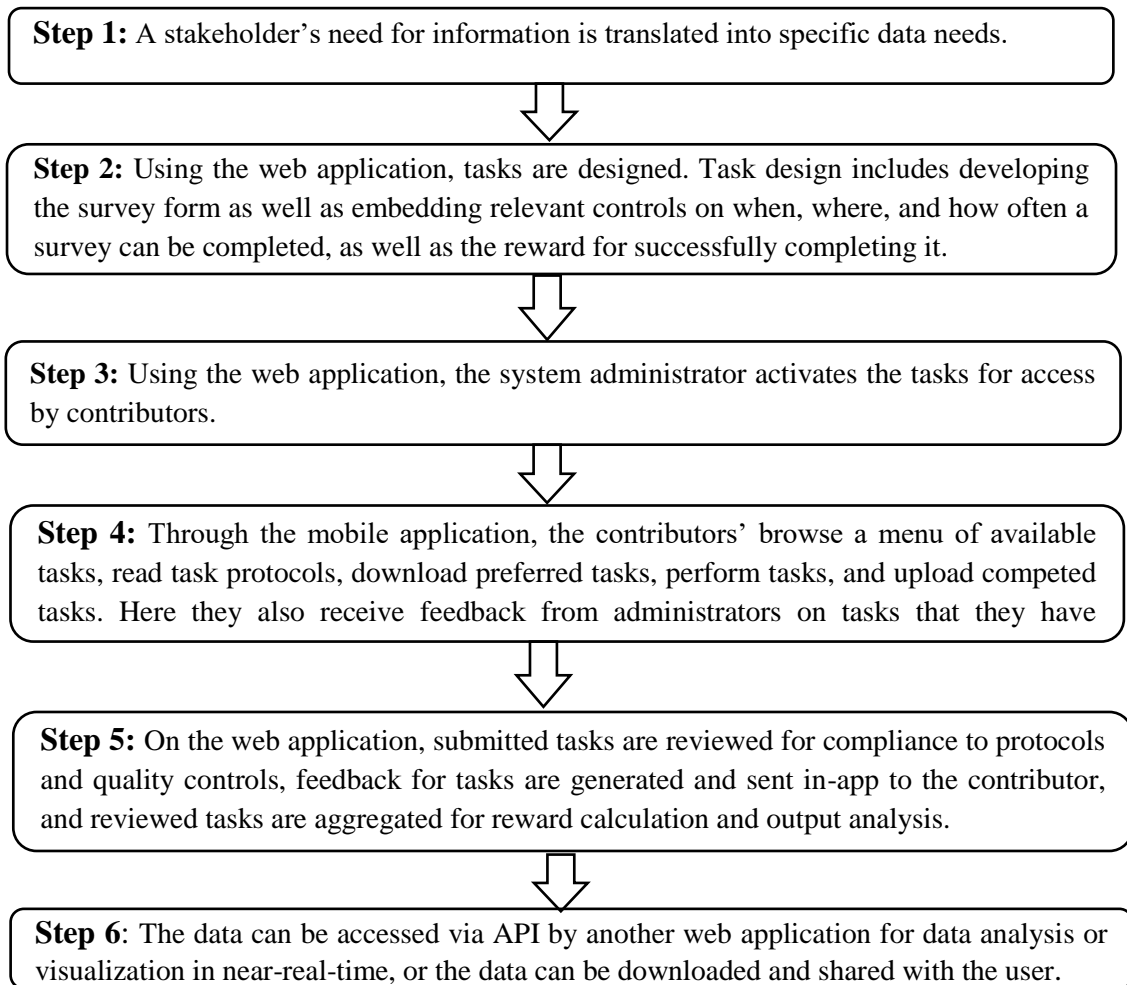 Step 1: A stakeholder’s need for information is translated into specific data needs.
Step 2: Using the web application, tasks are designed. Task design includes developing
the survey form as well as embedding relevant controls on when, where, and how often a
survey can be completed, as well as the reward for successfully completing it.
Step 3: Using the web application, the system administrator activates the tasks for access
by contributors.
Step 4: Through the mobile application, the contributors’ browse a menu of available
tasks, read task protocols, download preferred tasks, perform tasks, and upload competed
tasks. Here they also receive feedback from administrators on tasks that they have
Step 5: On the web application, submitted tasks are reviewed for compliance to protocols
and quality controls, feedback for tasks are generated and sent in-app to the contributor,
and reviewed tasks are aggregated for reward calculation and output analysis.
Step 6: The data can be accessed via API by another web application for data analysis or
visualization in near-real-time, or the data can be downloaded and shared with the user.